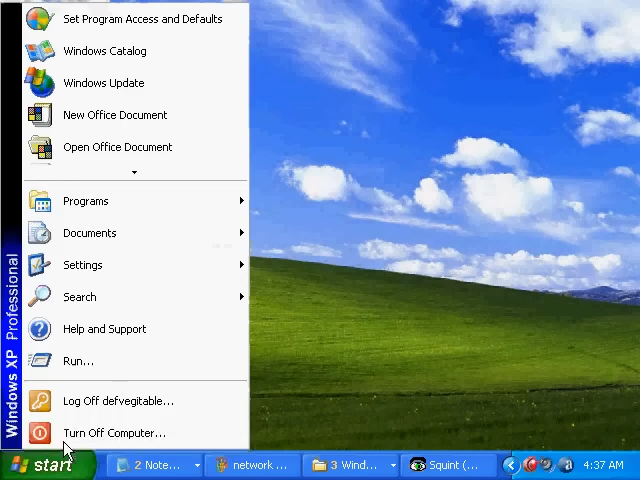 Set Program Access and Defaults
Windows Catalog
Windows Update
New Office Document
Open Office Document
Programs
Documents
Settings
Search
Help and Support
Run...
Log Off defvegitable...
Turn Off Computer...
Windows XP Professional
start
2 Note...
network ...
3 Wind...
Squint (...
4:37 AM